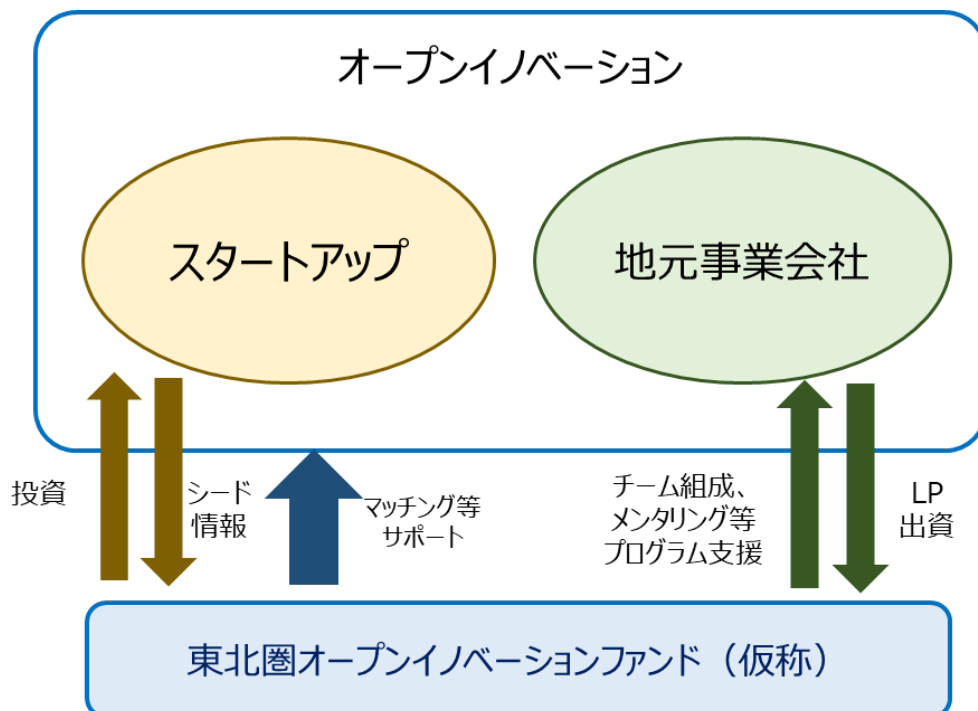 オープンイノベーション
スタートアップ
地元事業会社
投資
シード
情報
マッチング等
サポート
チーム組成、
メンタリング等
プログラム支援
LP
出資
東北圏オープンイノベーションファンド（仮称）